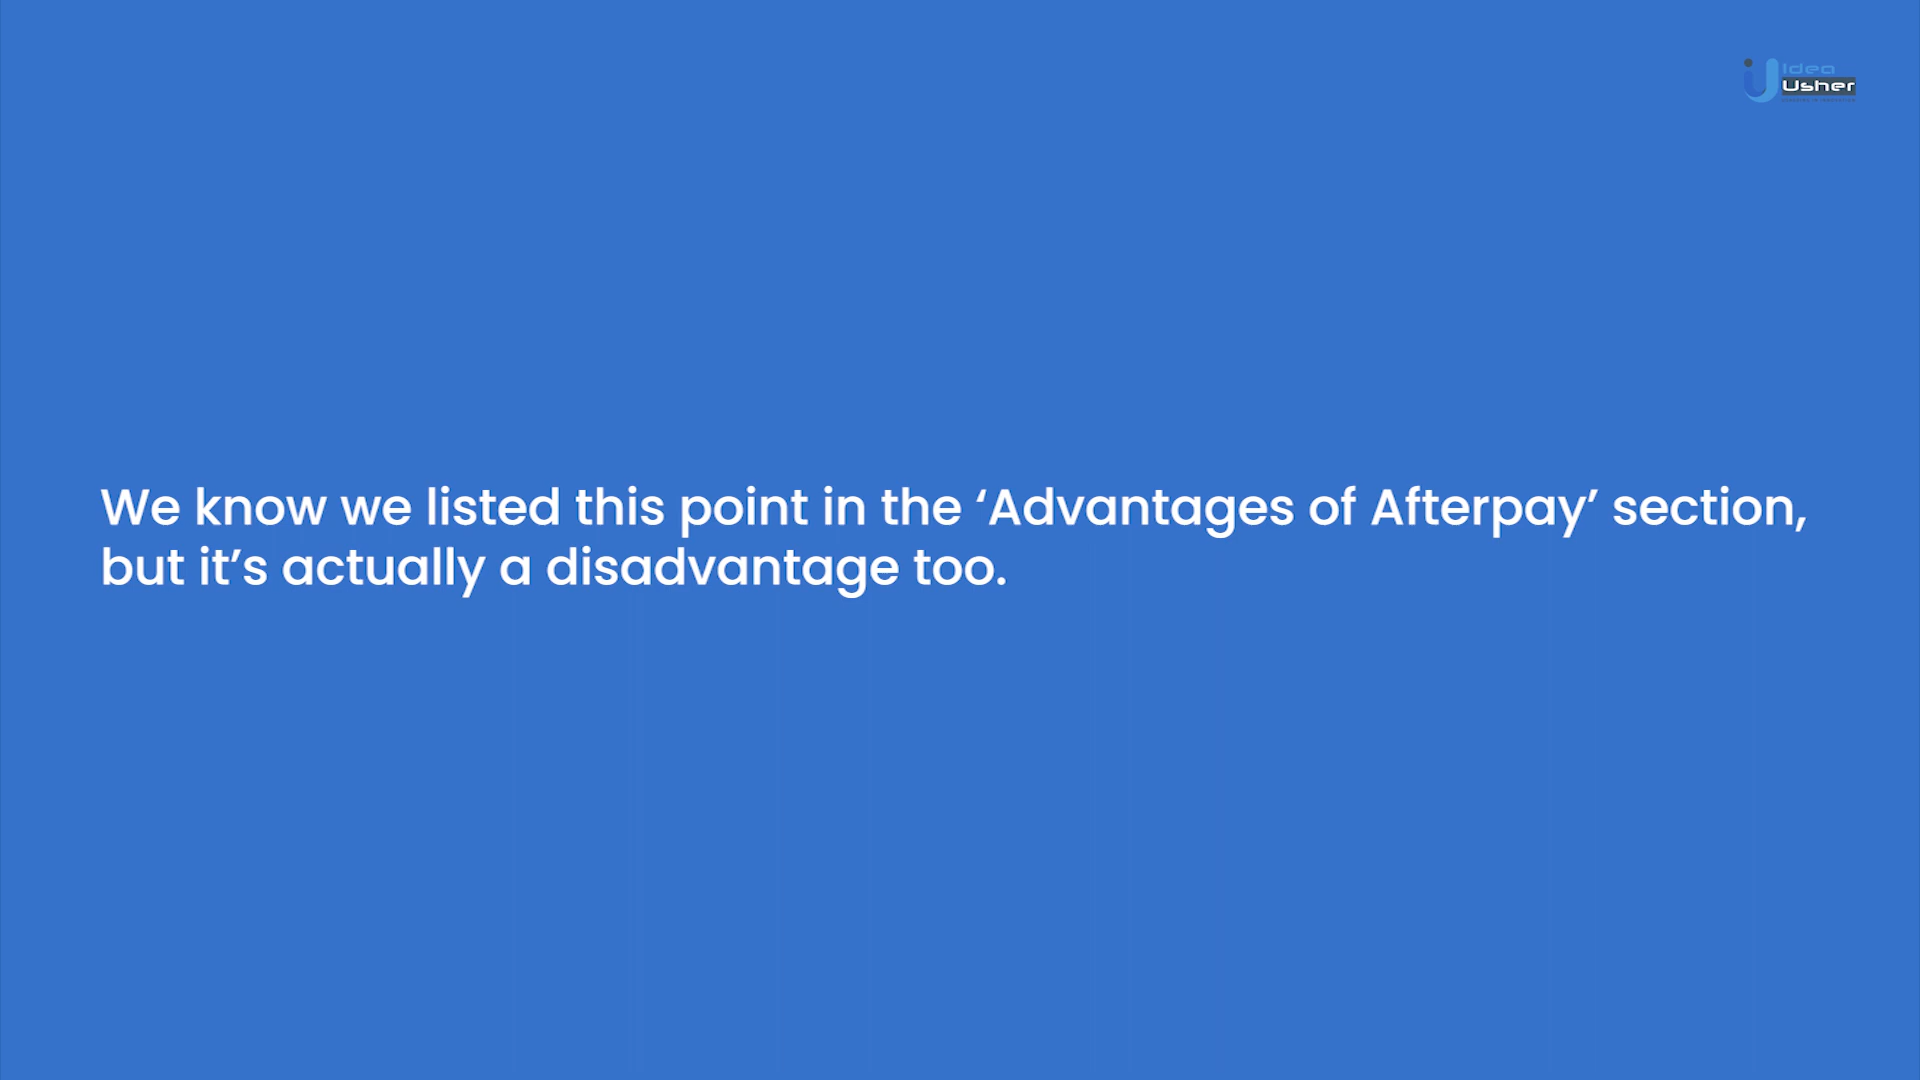 Idea
Usher
We know we listed this point in the ‘Advantages of Afterpay’ section,
but it’s actually a disadvantage too.